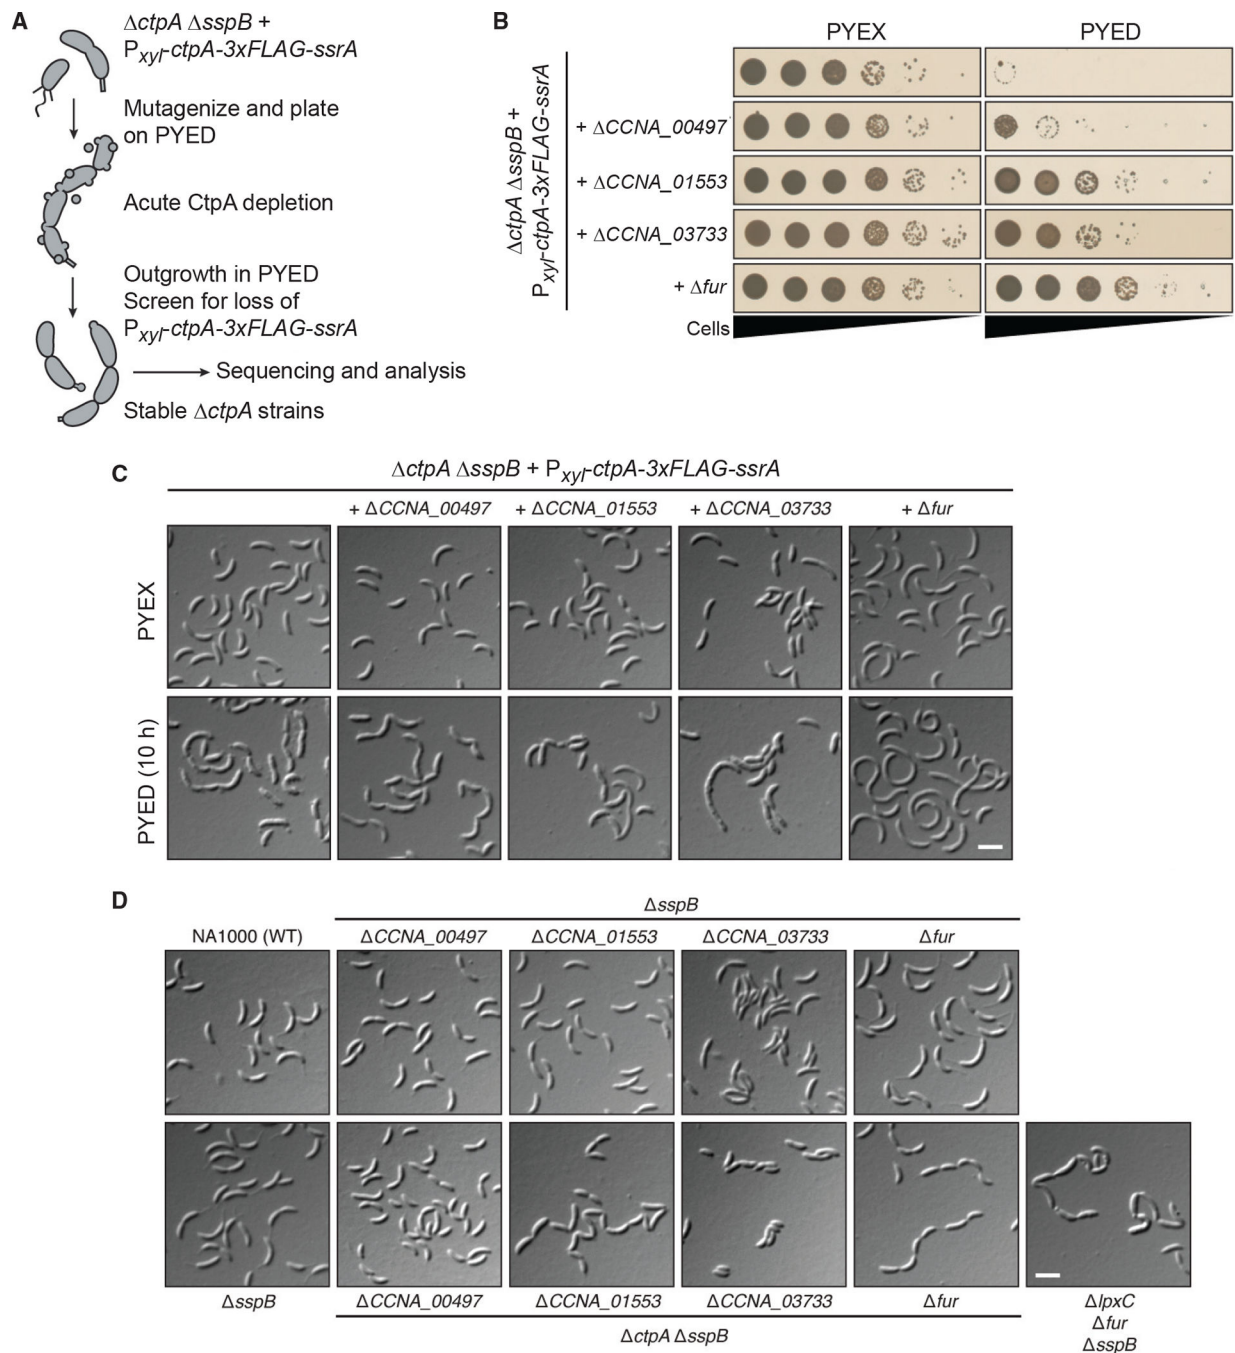 A
ΔctpA ΔsspB +
Pxyl-ctpA-3xFLAG-ssrA
Mutagenize and plate
on PYED
Acute CtpA depletion
Outgrowth in PYED
Screen for loss of
Pxyl-ctpA-3xFLAG-ssrA
Sequencing and analysis
Stable ΔctpA strains
B
PYEX PYED
ΔctpA ΔsspB +
Pxyl-ctpA-3xFLAG-ssrA
+ ΔCCNA_00497
+ ΔCCNA_01553
+ ΔCCNA_03733
+ Δfur
Cells
C
ΔctpA ΔsspB + Pxyl-ctpA-3xFLAG-ssrA
+ ΔCCNA_00497 + ΔCCNA_01553 + ΔCCNA_03733 + Δfur
PYEX
PYED (10 h)
D
ΔsspB
NA1000 (WT) ΔCCNA_00497 ΔCCNA_01553 ΔCCNA_03733 Δfur
ΔsspB ΔCCNA_00497 ΔCCNA_01553 ΔCCNA_03733 Δfur ΔlpxC
Δfur
ΔctpA ΔsspB ΔsspB